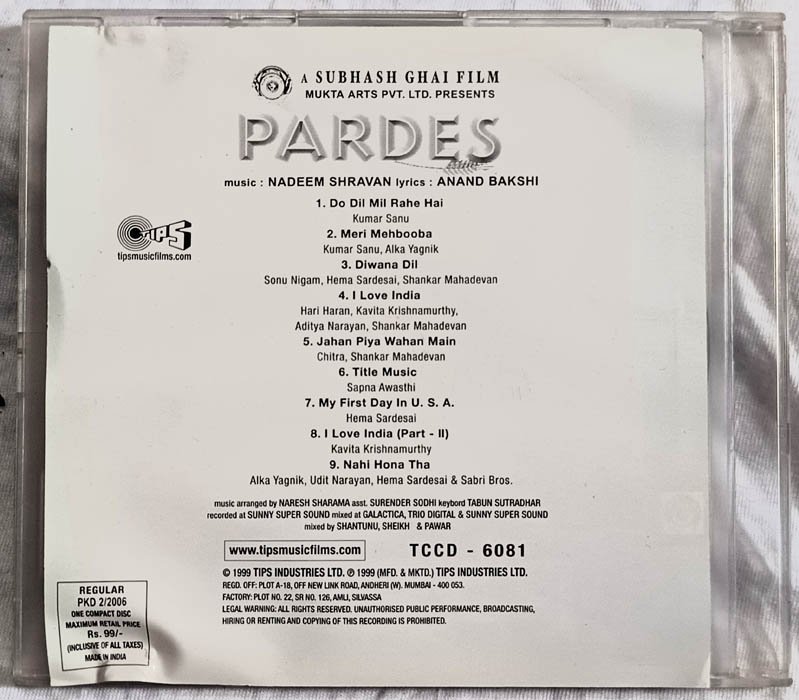 A SUBHASH GHAI FILM
MUKTA ARTS PVT. LTD. PRESENTS
PARDES
music : NADEEM SHRAVAN lyrics : ANAND BAKSHI
1. Do Dil Mil Rahe Hai
Kumar Sanu
2. Meri Mehbooba
Kumar Sanu, Alka Yagnik
3. Diwana Dil
Sonu Nigam, Hema Sardesai, Shankar Mahadevan
4. I Love India
Hari Haran, Kavita Krishnamurthy,
Aditya Narayan, Shankar Mahadevan
5. Jahan Piya Wahan Main
Chitra, Shankar Mahadevan
6. Title Music
Sapna Awasthi
7. My First Day In U. S. A.
Hema Sardesai
8. I Love India (Part - II)
Kavita Krishnamurthy
9. Nahi Hona Tha
Alka Yagnik, Udit Narayan, Hema Sardesai & Sabri Bros.
TIPS
tipsmusicfilms.com
music arranged by NARESH SHARAMA asst. SURENDER SODHI keybord TABUN SUTRADHAR
recorded at SUNNY SUPER SOUND mixed at GALACTICA, TRIO DIGITAL & SUNNY SUPER SOUND
mixed by SHANTUNU, SHEIKH & PAWAR
www.tipsmusicfilms.com TCCD - 6081
© 1999 TIPS INDUSTRIES LTD. ℗ 1999 (MFD. & MKTD.) TIPS INDUSTRIES LTD.
REGD. OFF: PLOT A-18, OFF NEW LINK ROAD, ANDHERI (W). MUMBAI - 400 053.
FACTORY: PLOT NO. 22, SR NO. 126, AMLI, SILVASSA
LEGAL WARNING: ALL RIGHTS RESERVED. UNAUTHORISED PUBLIC PERFORMANCE, BROADCASTING,
HIRING OR RENTING AND COPYING OF THIS RECORDING IS PROHIBITED.
REGULAR
PKD 2/2006
ONE COMPACT DISC
MAXIMUM RETAIL PRICE
Rs. 99/-
(INCLUSIVE OF ALL TAXES)
MADE IN INDIA